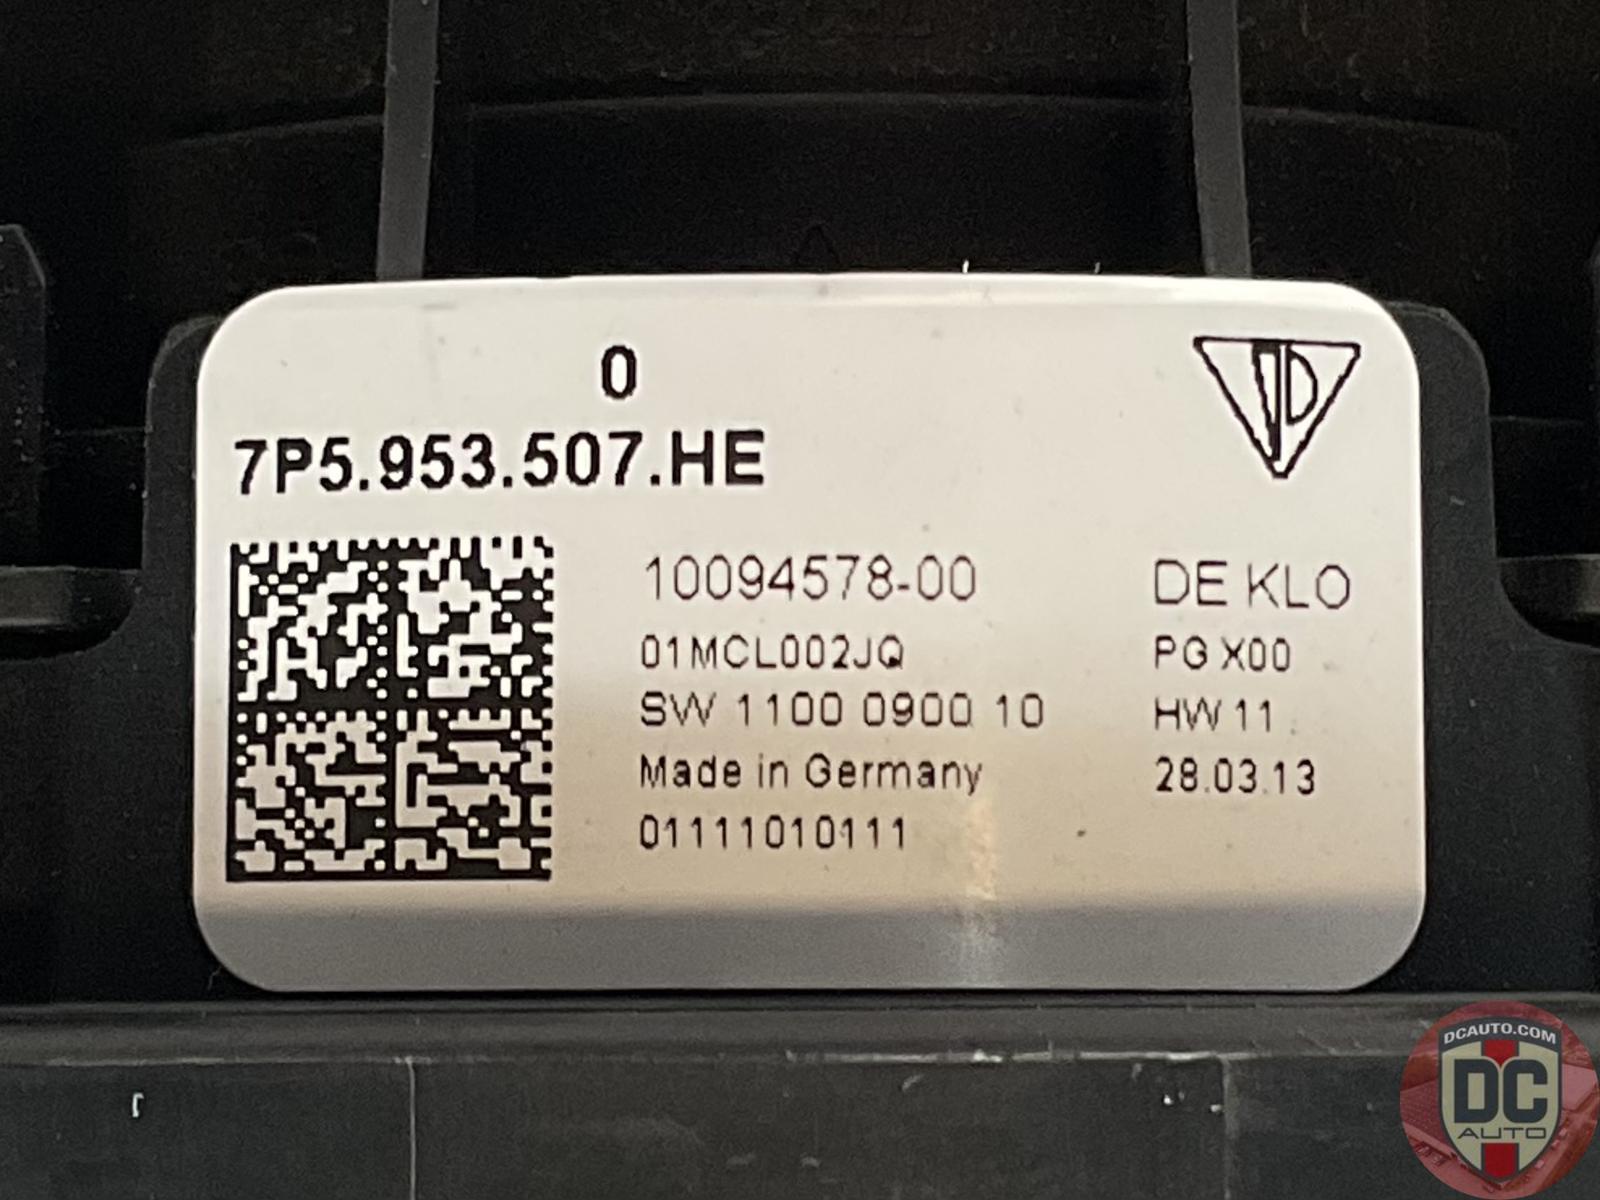 0
7P5.953.507.HE
10094578-00 DE KLO
01MCL002JQ PG X00
SW 1100 0900 10 HW 11
Made in Germany 28.03.13
01111010111
DCAUTO.COM
DC
AUTO